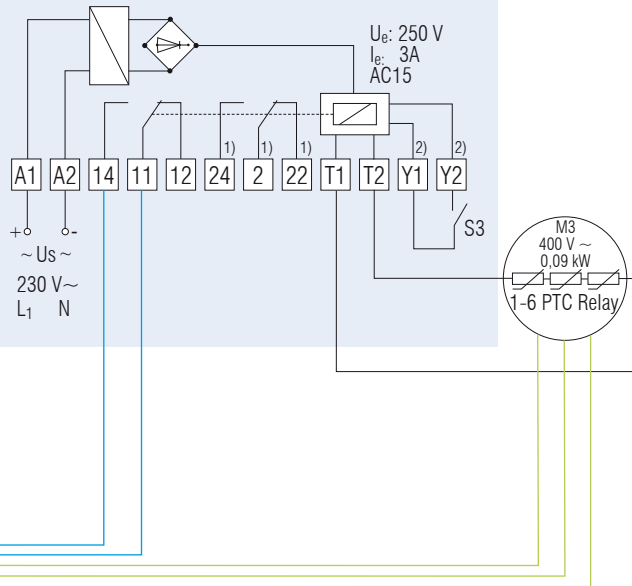 Ue: 250 V
Ie: 3A
AC15
1) 1) 1) 2) 2)
A1 A2 14 11 12 24 2 22 T1 T2 Y1 Y2
+ -
~ Us ~
230 V~
L1 N
S3
M3
400 V ~
0,09 kW
1-6 PTC Relay